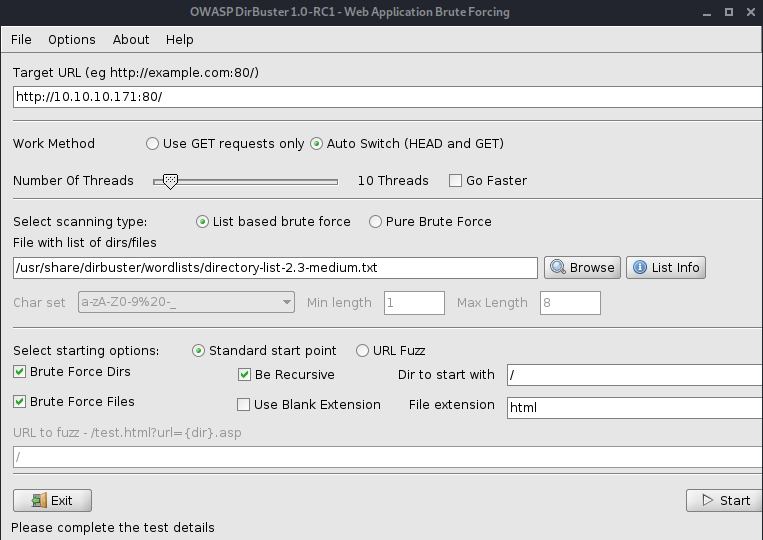 OWASP DirBuster 1.0-RC1 - Web Application Brute Forcing
File Options About Help
Target URL (eg http://example.com:80/)
http://10.10.10.171:80/
Work Method Use GET requests only Auto Switch (HEAD and GET)
Number Of Threads 10 Threads Go Faster
Select scanning type: List based brute force Pure Brute Force
File with list of dirs/files
/usr/share/dirbuster/wordlists/directory-list-2.3-medium.txt Browse List Info
Char set a-zA-Z0-9%20-_ Min length 1 Max Length 8
Select starting options: Standard start point URL Fuzz
Brute Force Dirs Be Recursive Dir to start with /
Brute Force Files Use Blank Extension File extension html
URL to fuzz - /test.html?url={dir}.asp
/
Exit Start
Please complete the test details